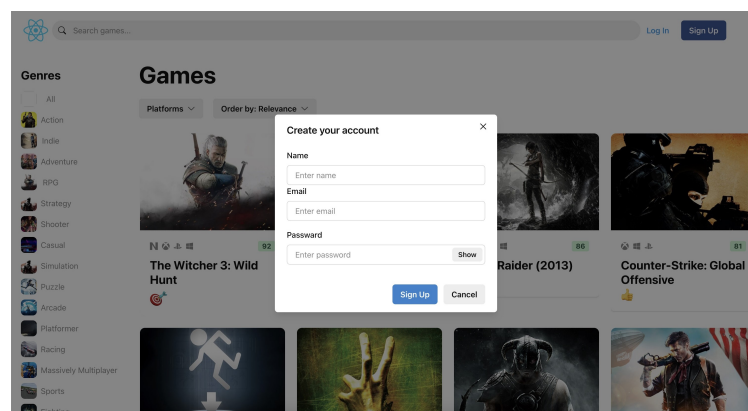 Search games...
Log In
Sign Up
Genres
All
Action
Indie
Adventure
RPG
Strategy
Shooter
Casual
Simulation
Puzzle
Arcade
Platformer
Racing
Massively Multiplayer
Sports
Games
Platforms
Order by: Relevance
Create your account
Name
Enter name
Email
Enter email
Passward
Enter password
Show
Sign Up
Cancel
92
The Witcher 3: Wild
Hunt
86
Raider (2013)
81
Counter-Strike: Global
Offensive